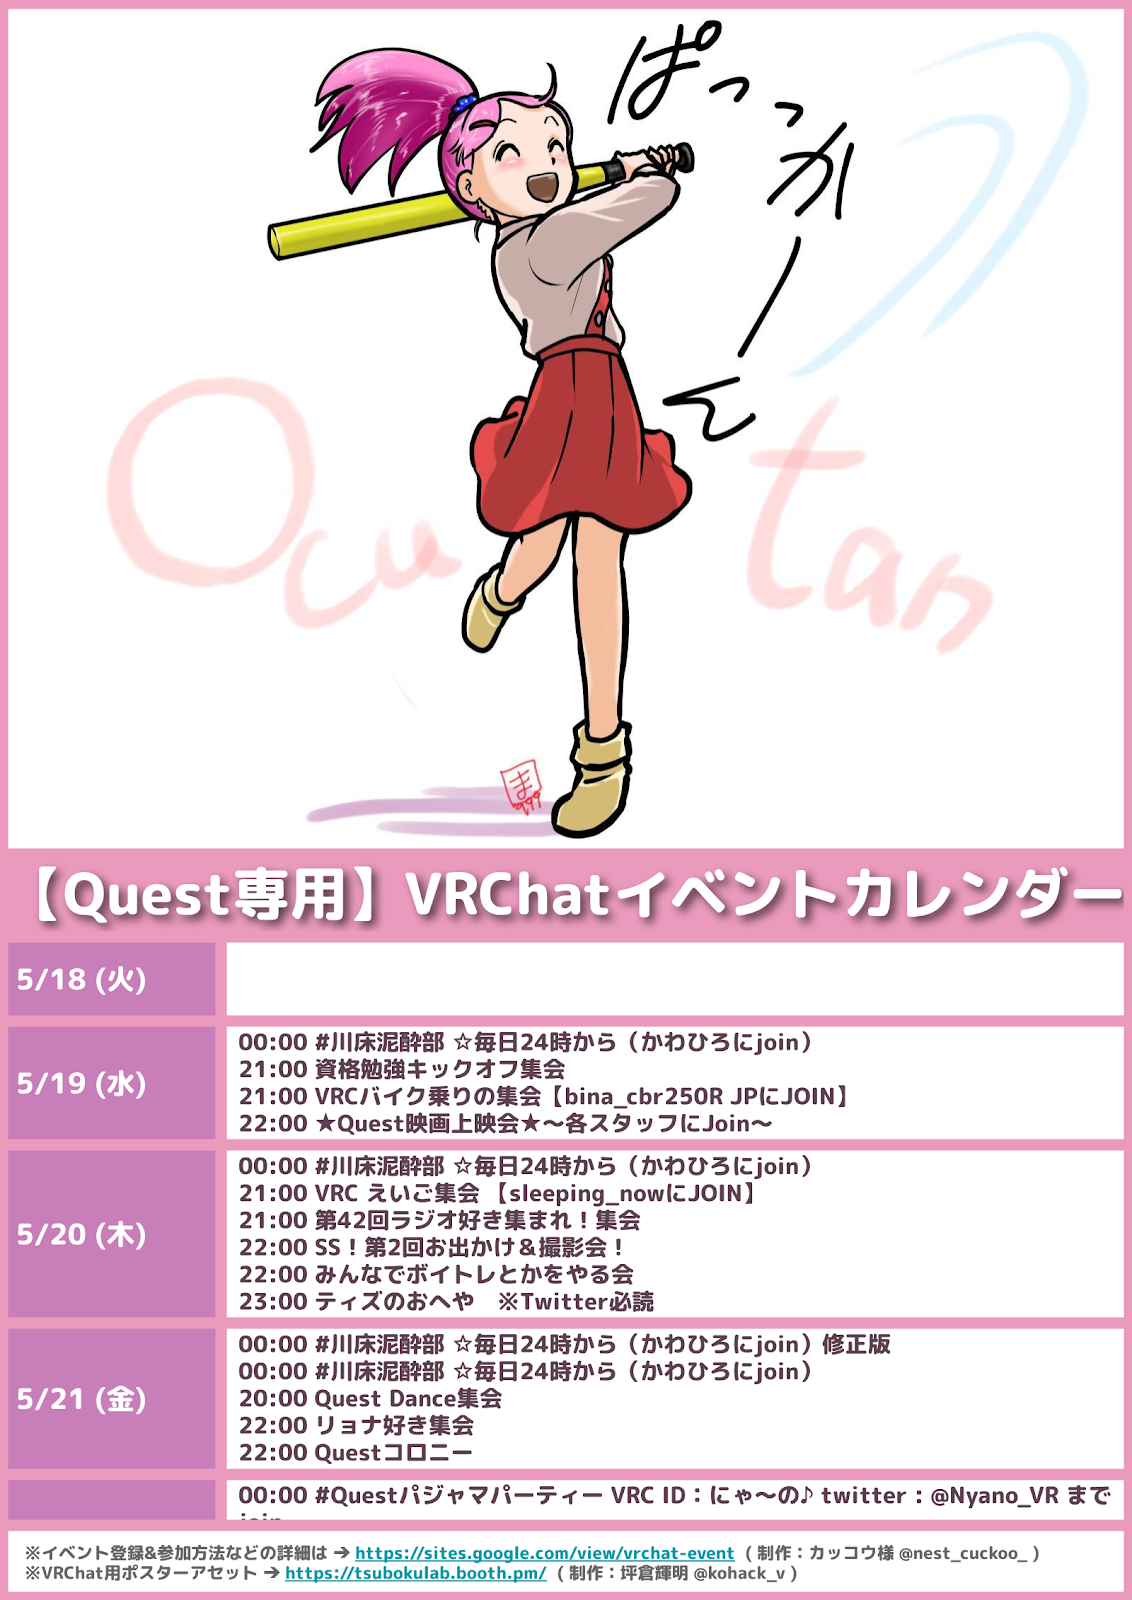 ぱっっかーん
Ocu tan
ま
999
【Quest専用】VRChatイベントカレンダー
5/18 (火)
5/19 (水)
00:00 #川床泥酔部 ☆毎日24時から（かわひろにjoin）
21:00 資格勉強キックオフ集会
21:00 VRCバイク乗りの集会【bina_cbr250R JPにJOIN】
22:00 ★Quest映画上映会★～各スタッフにJoin～
5/20 (木)
00:00 #川床泥酔部 ☆毎日24時から（かわひろにjoin）
21:00 VRC えいご集会 【sleeping_nowにJOIN】
21:00 第42回ラジオ好き集まれ！集会
22:00 SS！第2回お出かけ＆撮影会！
22:00 みんなでボイトレとかをやる会
23:00 ティズのおへや　※Twitter必読
5/21 (金)
00:00 #川床泥酔部 ☆毎日24時から（かわひろにjoin）修正版
00:00 #川床泥酔部 ☆毎日24時から（かわひろにjoin）
20:00 Quest Dance集会
22:00 リョナ好き集会
22:00 Questコロニー
00:00 #Questパジャマパーティー VRC ID：にゃ～の♪ twitter：@Nyano_VR まで
※イベント登録&参加方法などの詳細は → https://sites.google.com/view/vrchat-event （ 制作：カッコウ様 @nest_cuckoo_ ）
※VRChat用ポスターアセット → https://tsubokulab.booth.pm/ （ 制作：坪倉輝明 @kohack_v ）